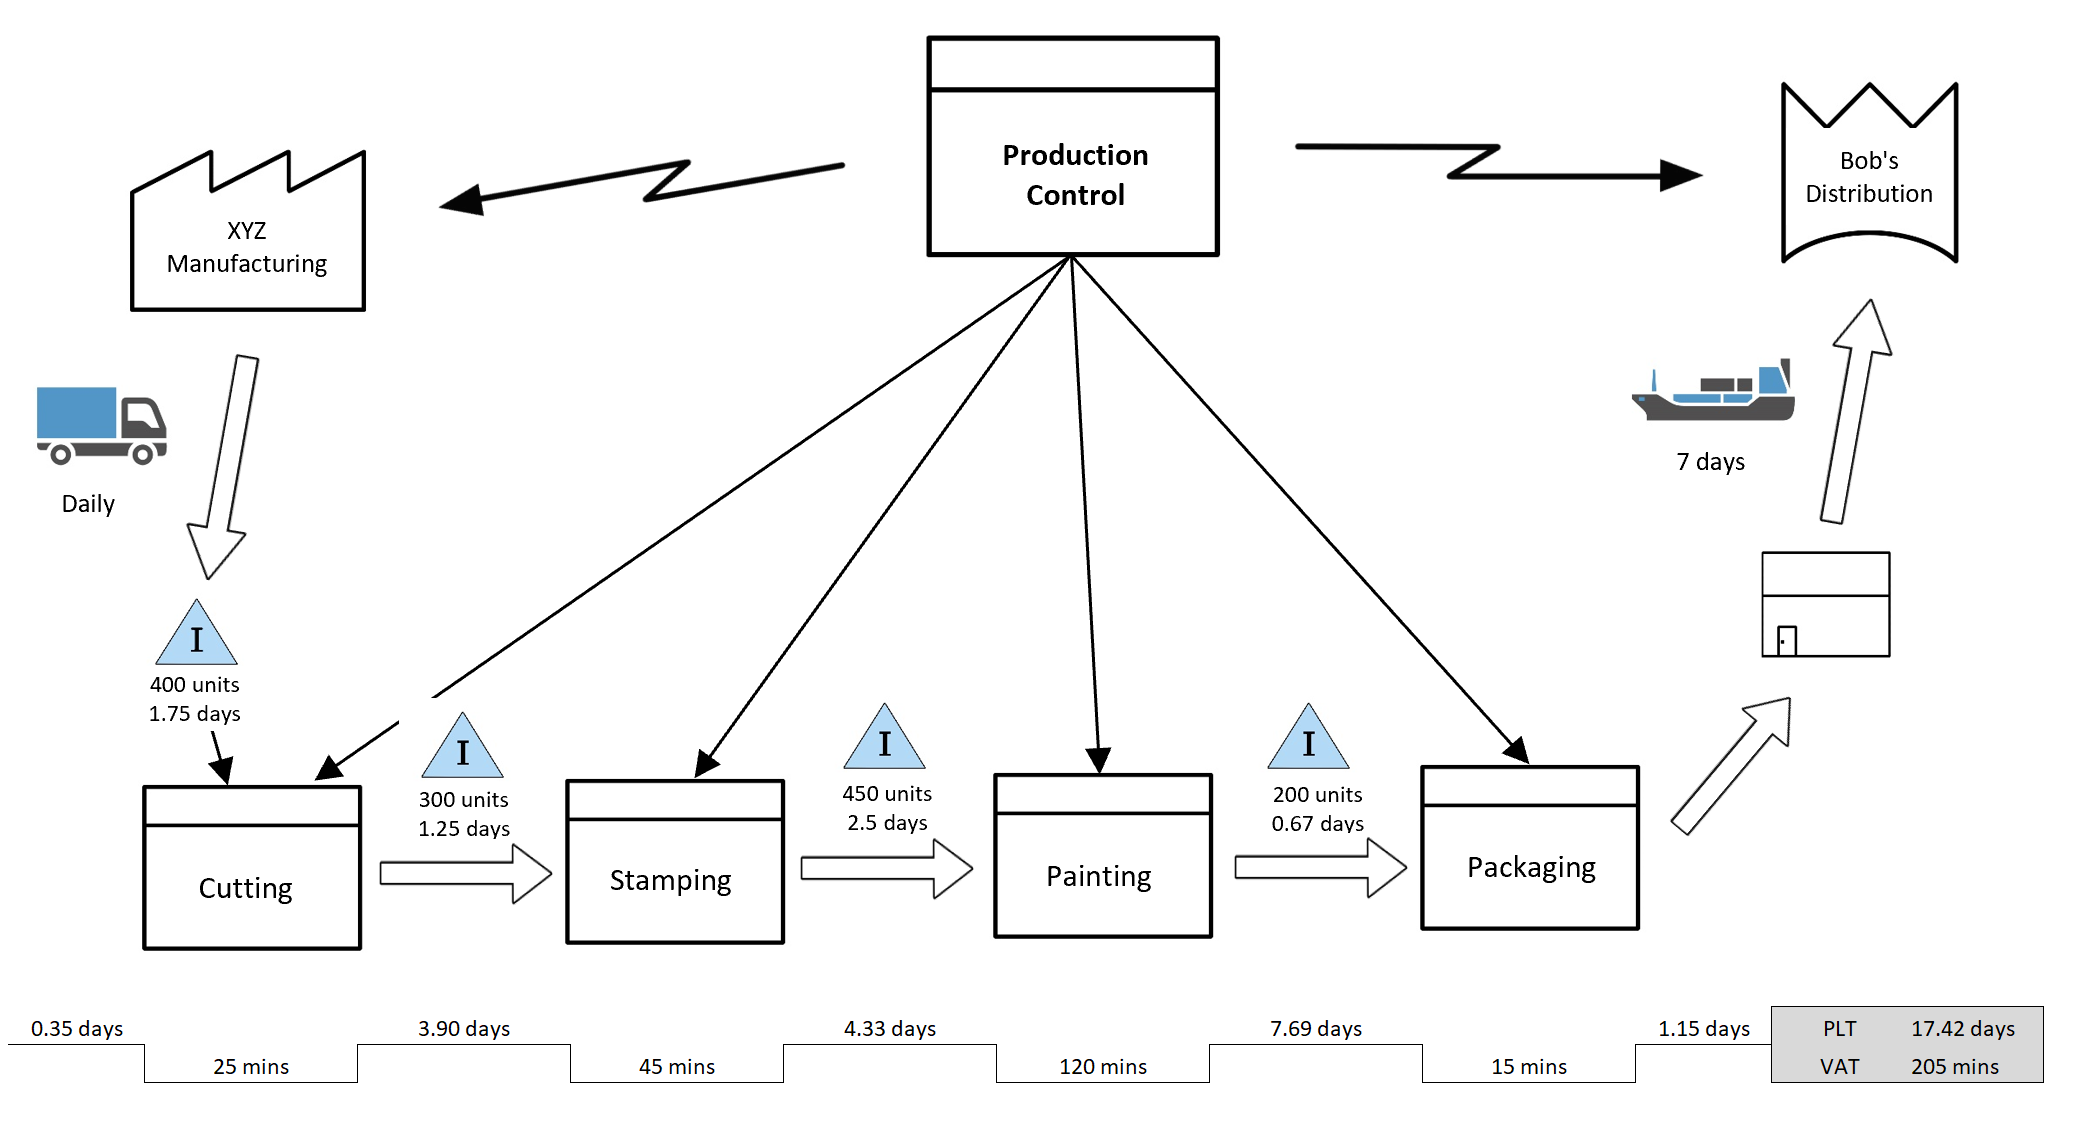 Production
Control
Bob's
Distribution
XYZ
Manufacturing
Daily
7 days
I
400 units
1.75 days
I
300 units
1.25 days
I
450 units
2.5 days
I
200 units
0.67 days
Cutting
Stamping
Painting
Packaging
0.35 days
3.90 days
4.33 days
7.69 days
1.15 days
PLT 17.42 days
25 mins
45 mins
120 mins
15 mins
VAT 205 mins